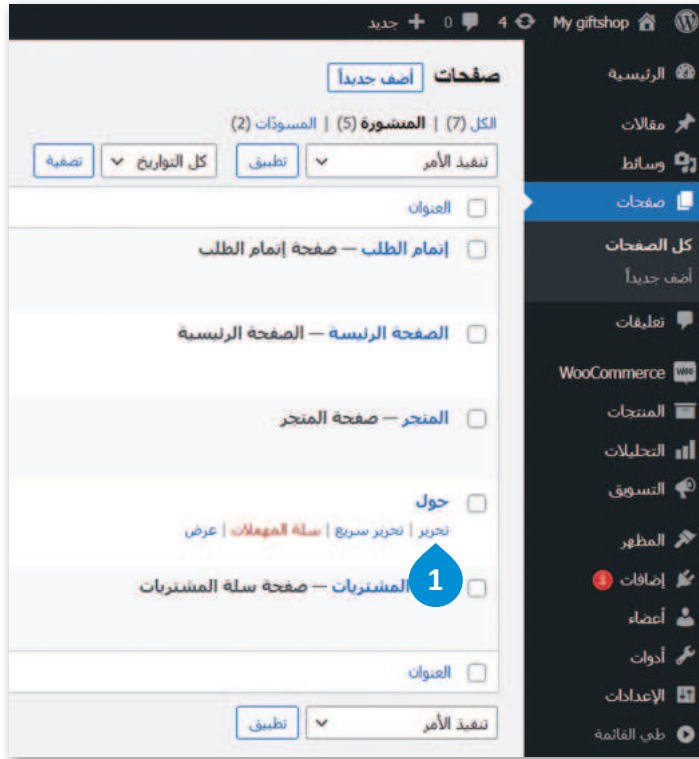 My giftshop 4 0 + جديد
الرئيسية
مقالات
وسائط
صفحات
كل الصفحات
أضف جديداً
تعليقات
WooCommerce
المنتجات
التحليلات
التسويق
المظهر
إضافات 3
أعضاء
أدوات
الإعدادات
طي القائمة
صفحات أضف جديداً
الكل (7) | المنشورة (5) | المسودّات (2)
تنفيذ الأمر تطبيق كل التواريخ تصفية
العنوان
إتمام الطلب — صفحة إتمام الطلب
الصفحة الرئيسة — الصفحة الرئيسية
المتجر — صفحة المتجر
حول
تحرير | تحرير سريع | سلة المهملات | عرض
1
المشتريات — صفحة سلة المشتريات
العنوان
تنفيذ الأمر تطبيق